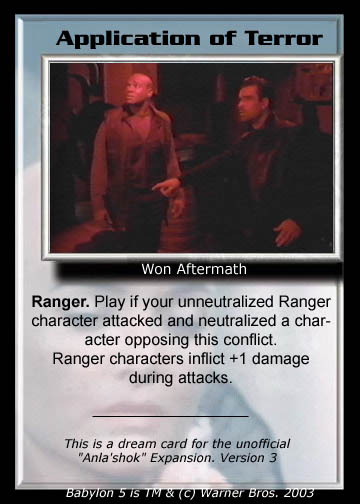 Application of Terror
Won Aftermath
Ranger. Play if your unneutralized Ranger
character attacked and neutralized a char-
acter opposing this conflict.
Ranger characters inflict +1 damage
during attacks.
This is a dream card for the unofficial
"Anla'shok" Expansion. Version 3
Babylon 5 is TM & (c) Warner Bros. 2003